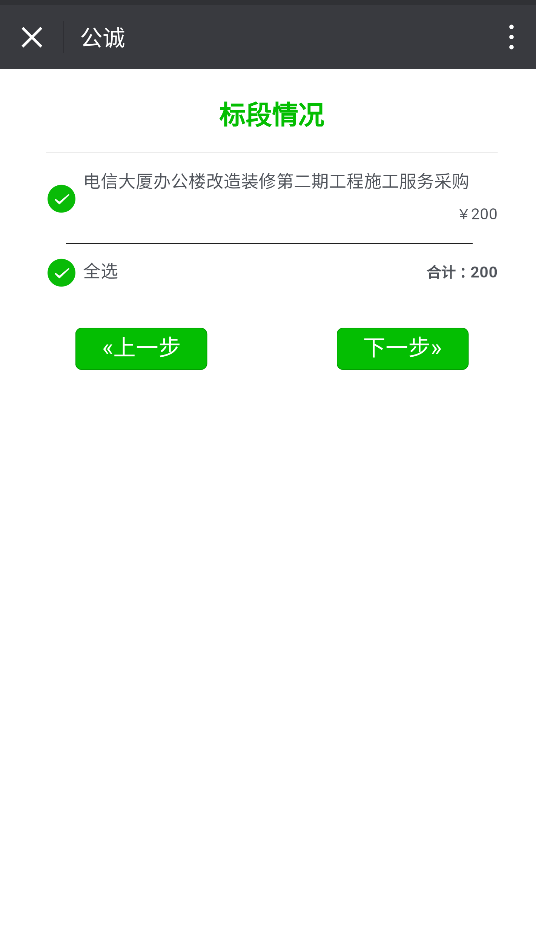 公诚
标段情况
电信大厦办公楼改造装修第二期工程施工服务采购
￥200
全选
合计：200
«上一步
下一步»